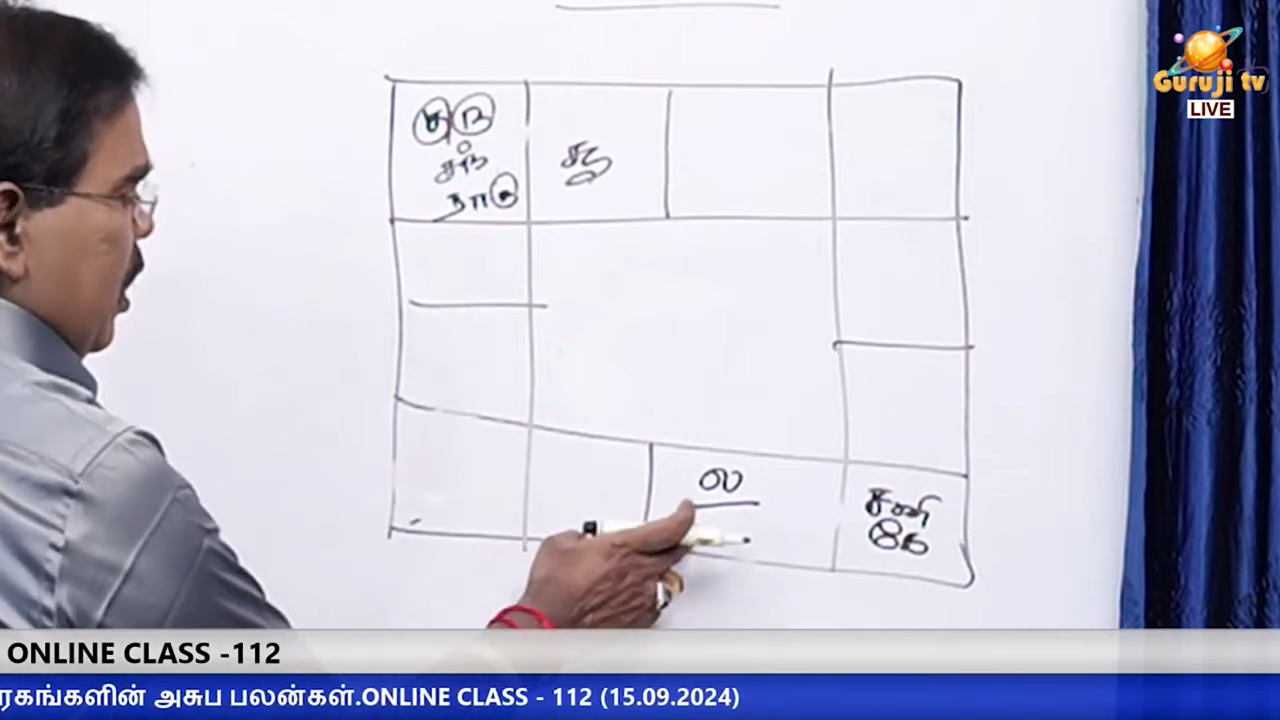 Guruji tv
LIVE
குரு
சந்
ராகு
ல
சனி
கே
ONLINE CLASS -112
ரகங்களின் அசுப பலன்கள்.ONLINE CLASS - 112 (15.09.2024)